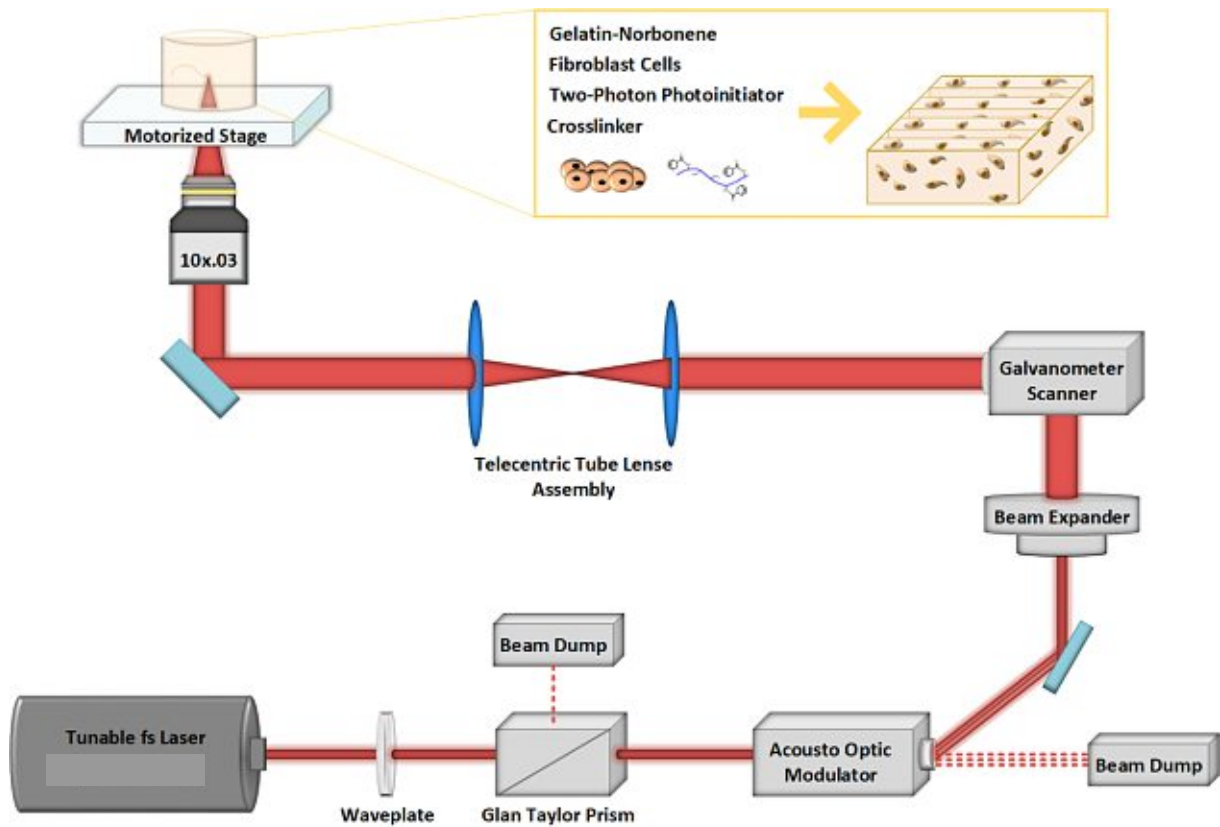 Gelatin-Norbonene
Fibroblast Cells
Two-Photon Photoinitiator
Crosslinker
Motorized Stage
10x.03
Galvanometer
Scanner
Telecentric Tube Lense
Assembly
Beam Expander
Beam Dump
Tunable fs Laser
Acousto Optic
Modulator
Beam Dump
Waveplate
Glan Taylor Prism